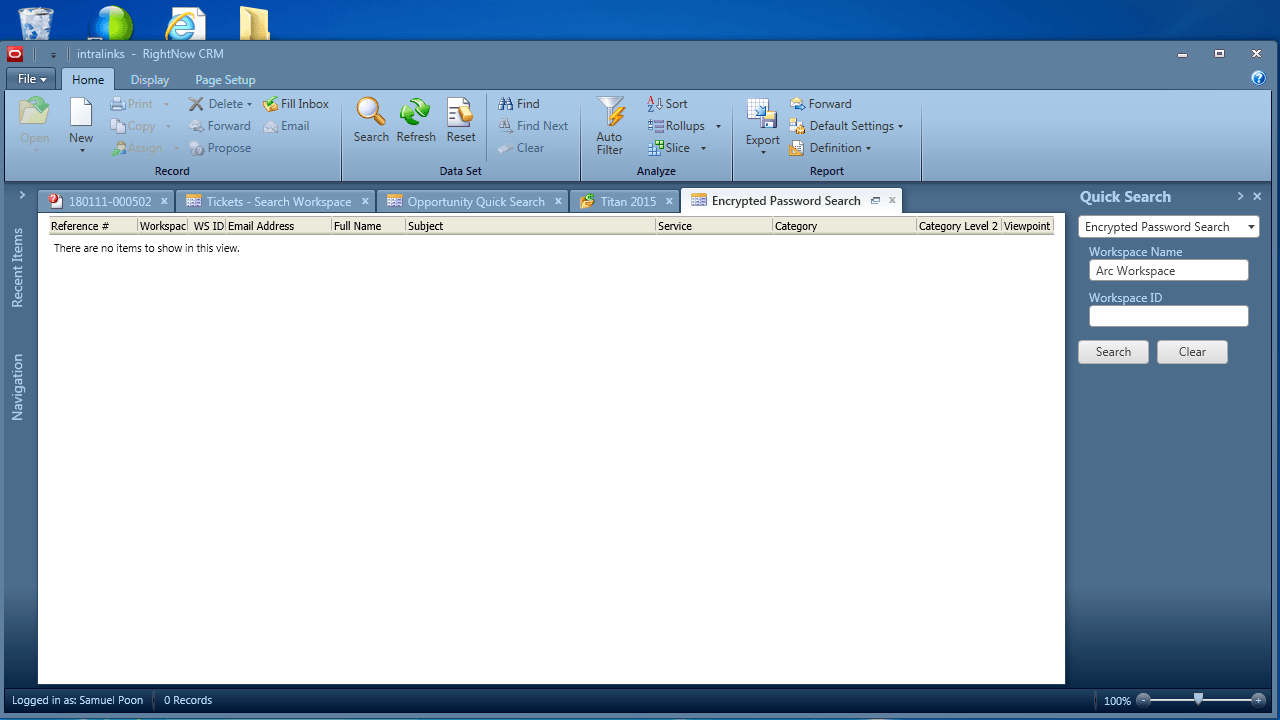 intralinks - RightNow CRM
File Home Display Page Setup
Open
New
Print
Copy
Assign
Delete
Forward
Propose
Fill Inbox
Email
Record
Search
Refresh
Reset
Find
Find Next
Clear
Data Set
Auto
Filter
Sort
Rollups
Slice
Analyze
Export
Forward
Default Settings
Definition
Report
180111-000502
Tickets - Search Workspace
Opportunity Quick Search
Titan 2015
Encrypted Password Search
Reference # Workspac WS ID Email Address Full Name Subject Service Category Category Level 2 Viewpoint
There are no items to show in this view.
Recent Items
Navigation
Quick Search
Encrypted Password Search
Workspace Name
Arc Workspace
Workspace ID
Search Clear
Logged in as: Samuel Poon 0 Records 100%